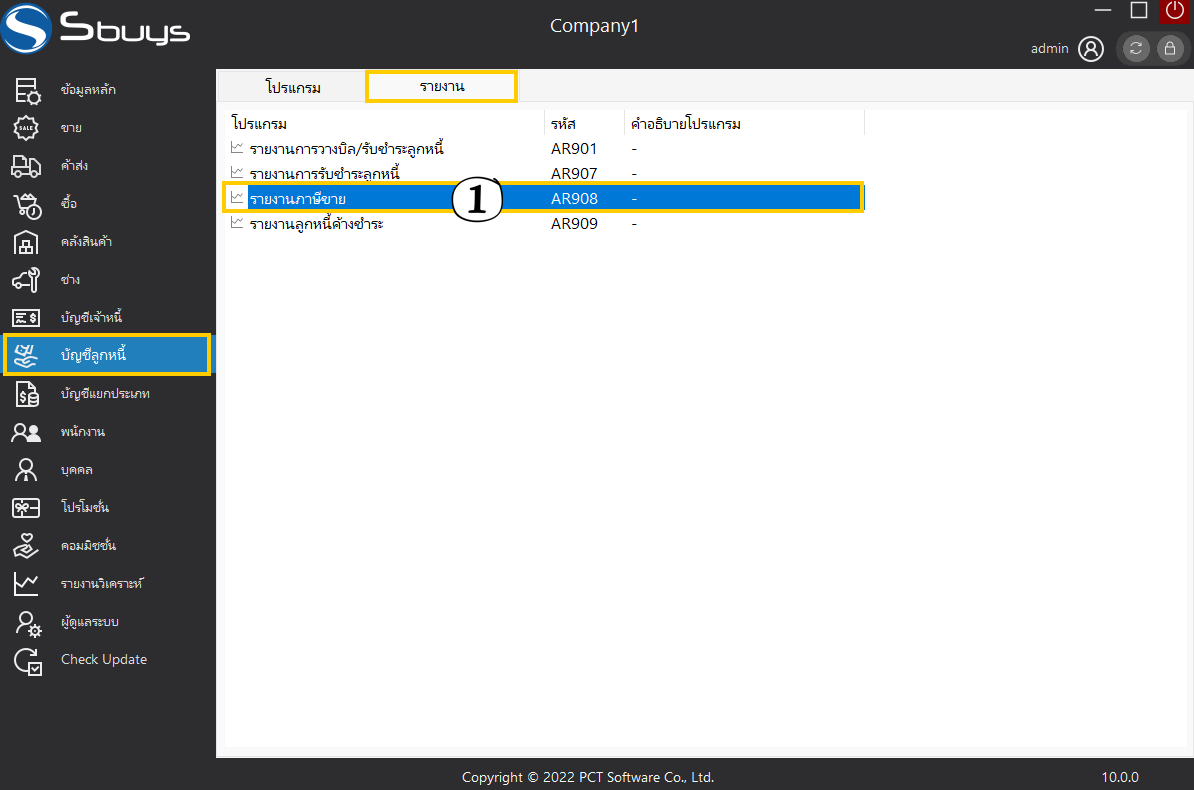 Sbuys
Company1
admin
ข้อมูลหลัก
ขาย
SALE
ค้าส่ง
ซื้อ
คลังสินค้า
ช่าง
บัญชีเจ้าหนี้
บัญชีลูกหนี้
บัญชีแยกประเภท
พนักงาน
บุคคล
โปรโมชั่น
คอมมิชชั่น
รายงานวิเคราะห์
ผู้ดูแลระบบ
Check Update
โปรแกรม รายงาน
โปรแกรม รหัส คำอธิบายโปรแกรม
รายงานการวางบิล/รับชำระลูกหนี้ AR901 -
รายงานการรับชำระลูกหนี้ AR907 -
รายงานภาษีขาย 1 AR908 -
รายงานลูกหนี้ค้างชำระ AR909 -
Copyright © 2022 PCT Software Co., Ltd. 10.0.0